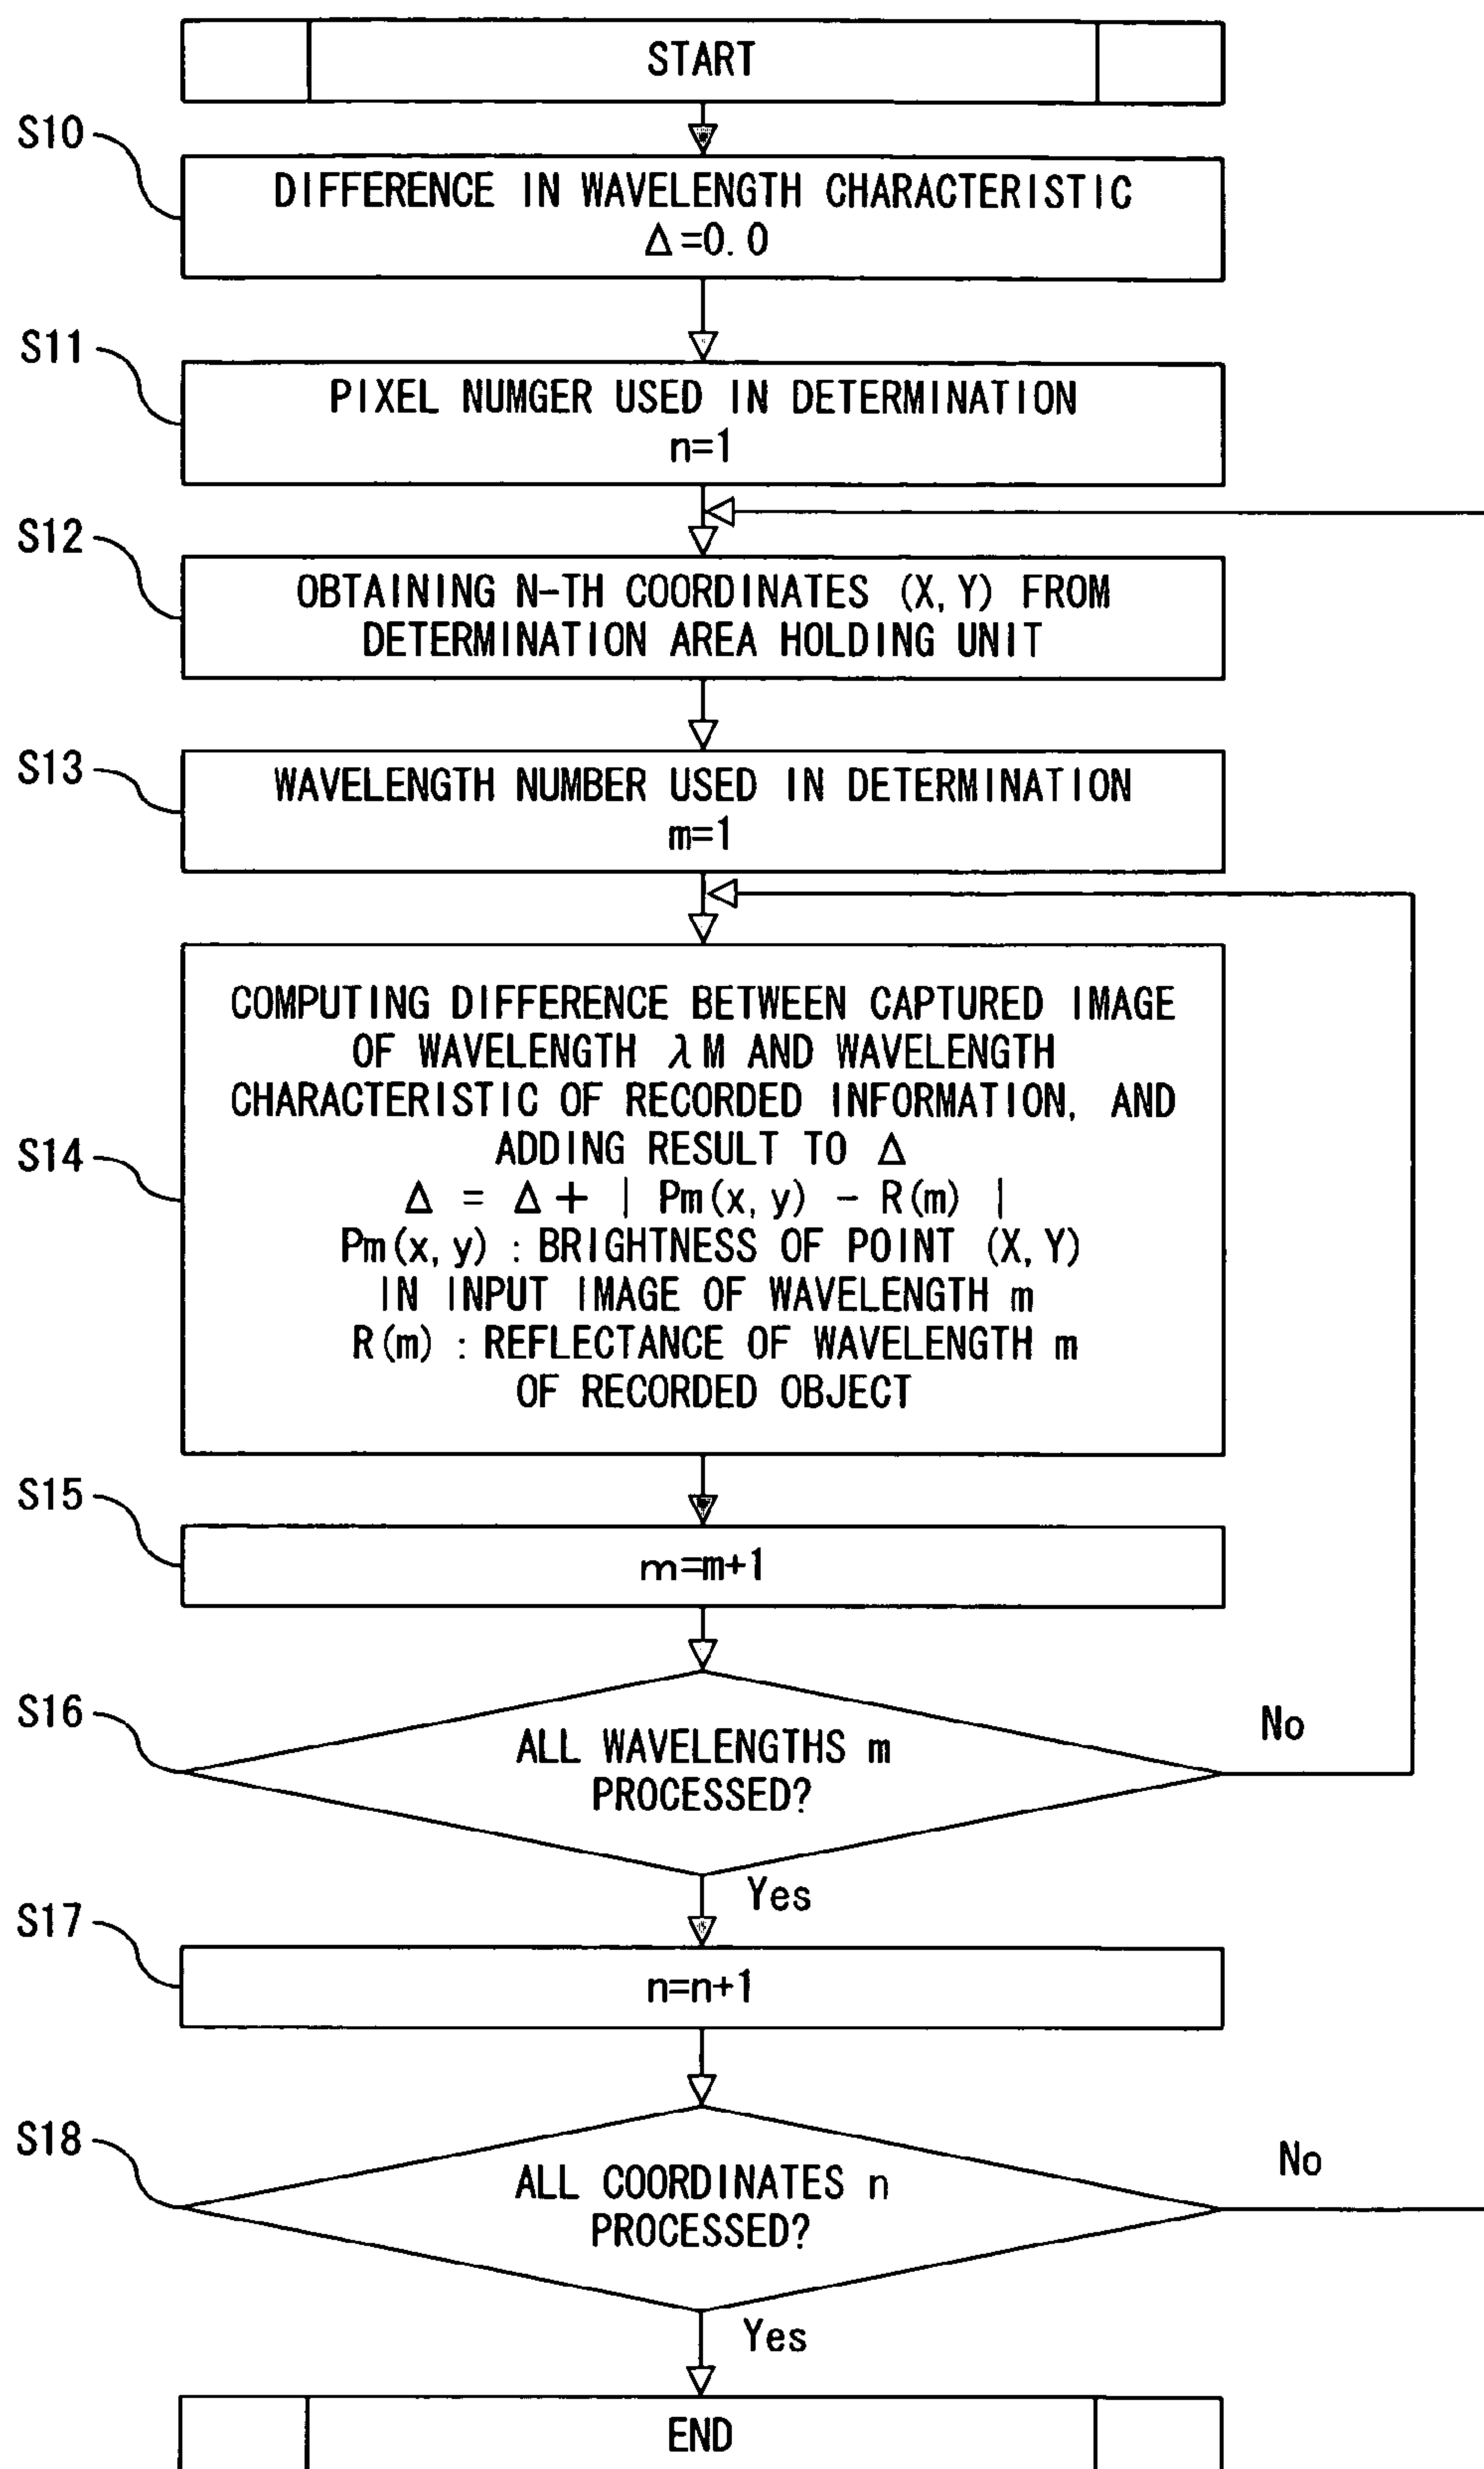 START
S10
DIFFERENCE IN WAVELENGTH CHARACTERISTIC
Δ=0.0
S11
PIXEL NUMGER USED IN DETERMINATION
n=1
S12
OBTAINING N-TH COORDINATES (X, Y) FROM
DETERMINATION AREA HOLDING UNIT
S13
WAVELENGTH NUMBER USED IN DETERMINATION
m=1
S14
COMPUTING DIFFERENCE BETWEEN CAPTURED IMAGE
OF WAVELENGTH λM AND WAVELENGTH
CHARACTERISTIC OF RECORDED INFORMATION, AND
ADDING RESULT TO Δ
Δ = Δ + | Pm(x, y) - R(m) |
Pm(x, y) : BRIGHTNESS OF POINT (X, Y)
IN INPUT IMAGE OF WAVELENGTH m
R(m) : REFLECTANCE OF WAVELENGTH m
OF RECORDED OBJECT
S15
m=m+1
S16
ALL WAVELENGTHS m
PROCESSED?
No
Yes
S17
n=n+1
S18
ALL COORDINATES n
PROCESSED?
No
Yes
END